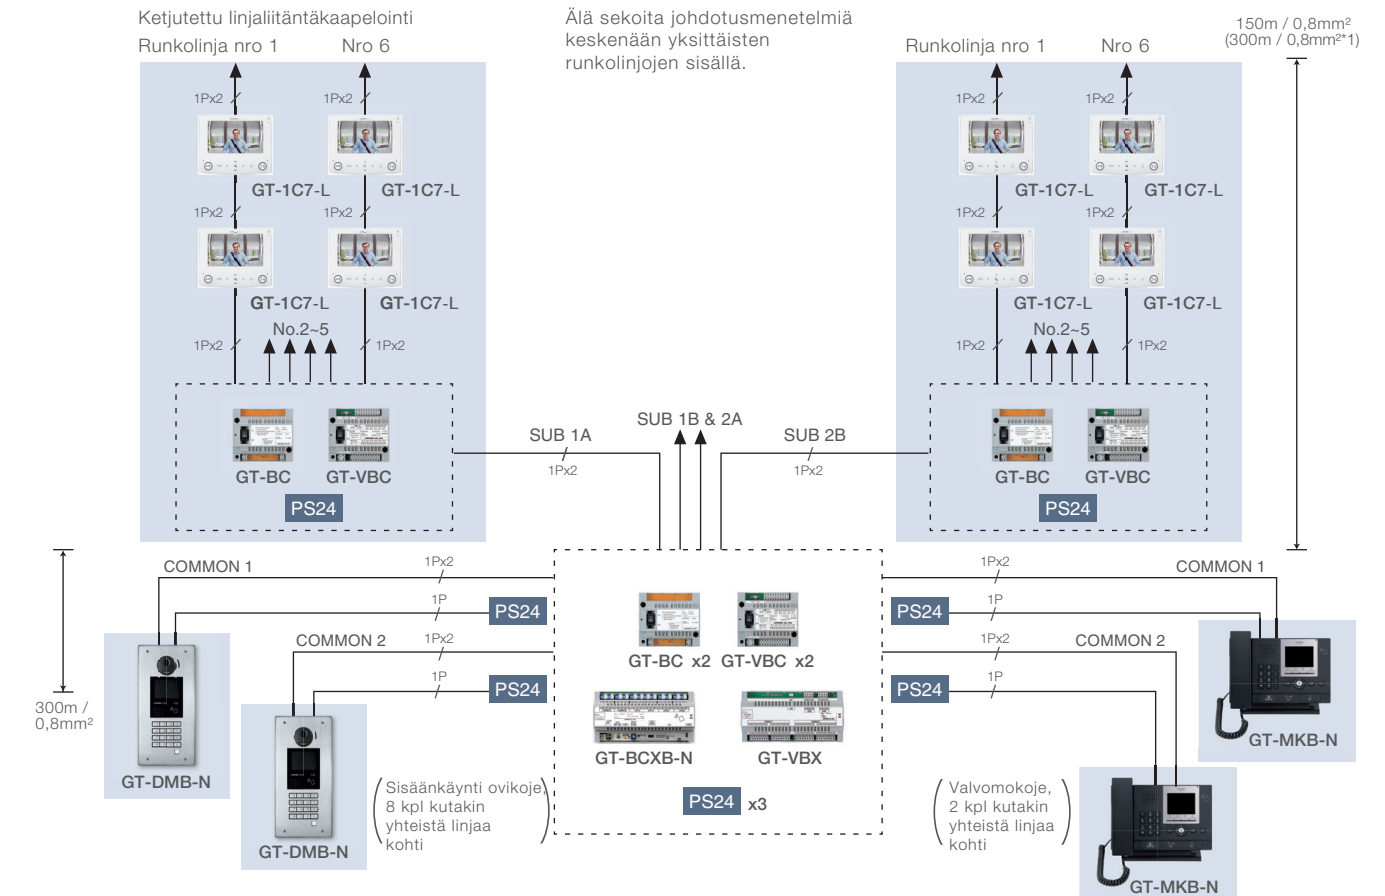 Ketjutettu linjaliitäntäkaapelointi
Älä sekoita johdotusmenetelmiä
keskenään yksittäisten
runkolinjojen sisällä.
150m / 0,8mm²
(300m / 0,8mm²*1)
Runkolinja nro 1
Nro 6
Runkolinja nro 1
Nro 6
1Px2
1Px2
1Px2
1Px2
GT-1C7-L
GT-1C7-L
GT-1C7-L
GT-1C7-L
1Px2
1Px2
1Px2
1Px2
GT-1C7-L
GT-1C7-L
GT-1C7-L
GT-1C7-L
No.2~5
No.2~5
1Px2
1Px2
1Px2
1Px2
SUB 1A
SUB 1B & 2A
SUB 2B
1Px2
1Px2
1Px2
GT-BC
GT-VBC
GT-BC
GT-VBC
PS24
PS24
COMMON 1
1Px2
1Px2
COMMON 1
1P
PS24
PS24
1P
COMMON 2
1Px2
1Px2
COMMON 2
GT-BC x2
GT-VBC x2
1P
PS24
PS24
1P
300m /
0,8mm²
GT-BCXB-N
GT-VBX
GT-MKB-N
GT-DMB-N
(Sisäänkäynti ovikoje,
8 kpl kutakin
yhteistä linjaa
kohti)
PS24 x3
(Valvomokoje,
2 kpl kutakin
yhteistä linjaa
kohti)
GT-DMB-N
GT-MKB-N